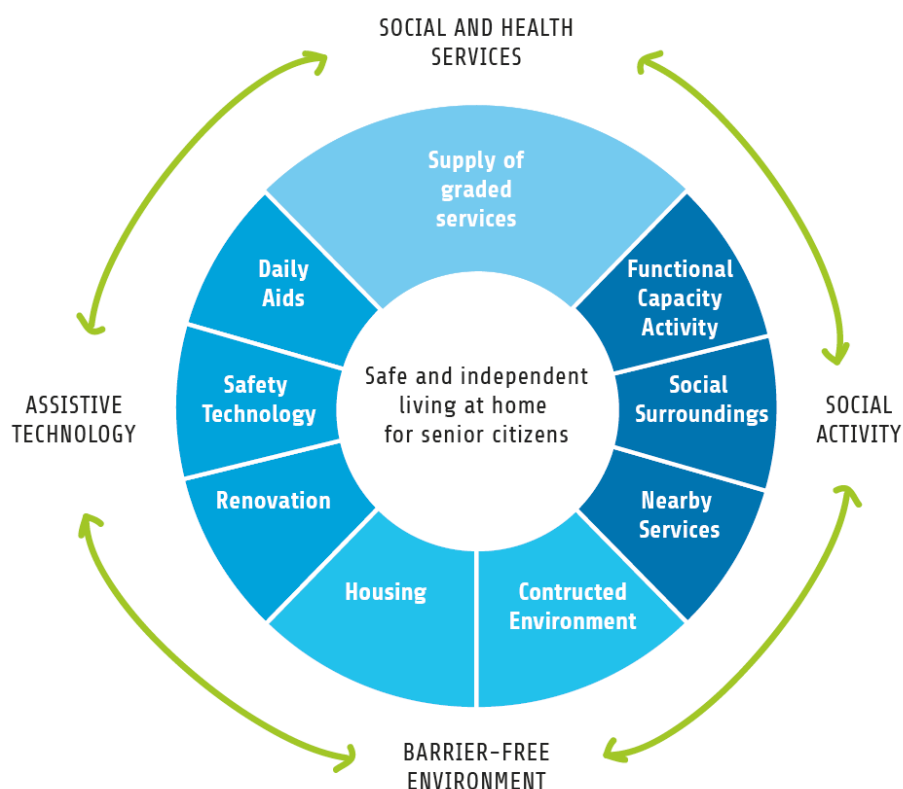 SOCIAL AND HEALTH
SERVICES
Supply of
graded
services
Daily
Aids
Functional
Capacity
Activity
Safe and independent
living at home
for senior citizens
Safety
Technology
Social
Surroundings
ASSISTIVE
TECHNOLOGY
SOCIAL
ACTIVITY
Renovation
Nearby
Services
Housing
Contructed
Environment
BARRIER-FREE
ENVIRONMENT